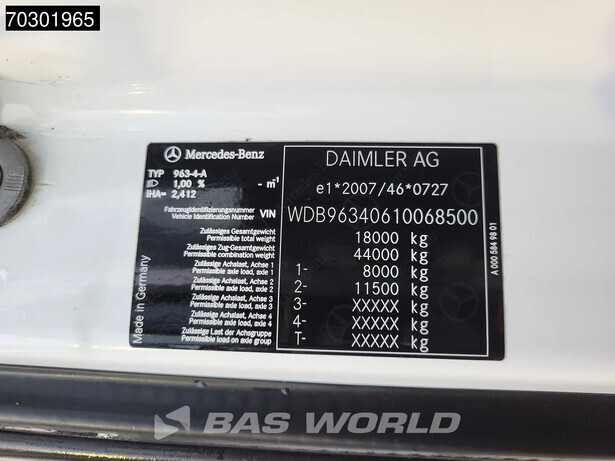 70301965
Mercedes-Benz
TYP 963-4-A
1,00 % - m⁻¹
iHA= 2,412
Fahrzeugidentifizierungsnummer
Vehicle Identification Number VIN
Zulässiges Gesamtgewicht
Permissible total weight
Zulässiges Zug-Gesamtgewicht
Permissible combination weight
Zulässige Achslast, Achse 1
Permissible axle load, axle 1
Zulässige Achslast, Achse 2
Permissible axle load, axle 2
Zulässige Achslast, Achse 3
Permissible axle load, axle 3
Zulässige Achslast, Achse 4
Permissible axle load, axle 4
Zulässige Last der Achsgruppe
Permissible load on axle group
Made in Germany
DAIMLER AG
e1*2007/46*0727
WDB96340610068500
18000 kg
44000 kg
1- 8000 kg
2- 11500 kg
3- XXXXX kg
4- XXXXX kg
T- XXXXX kg
A 000 584 98 01
BAS WORLD